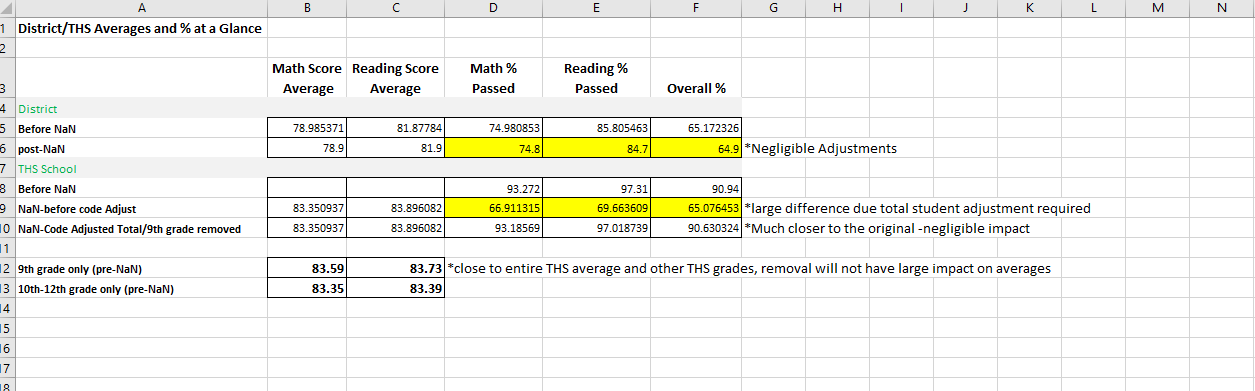 A B C D E F G H I J K L M N
1 District/THS Averages and % at a Glance
2
Math Score Reading Score Math % Reading %
3 Average Average Passed Passed Overall %
4 District
5 Before NaN 78.985371 81.87784 74.980853 85.805463 65.172326
6 post-NaN 78.9 81.9 74.8 84.7 64.9 *Negligible Adjustments
7 THS School
8 Before NaN 93.272 97.31 90.94
9 NaN-before code Adjust 83.350937 83.896082 66.911315 69.663609 65.076453 *large difference due total student adjustment required
10 NaN-Code Adjusted Total/9th grade removed 83.350937 83.896082 93.18569 97.018739 90.630324 *Much closer to the original -negligible impact
11
12 9th grade only (pre-NaN) 83.59 83.73 *close to entire THS average and other THS grades, removal will not have large impact on averages
13 10th-12th grade only (pre-NaN) 83.35 83.39
14
15
16
17
18